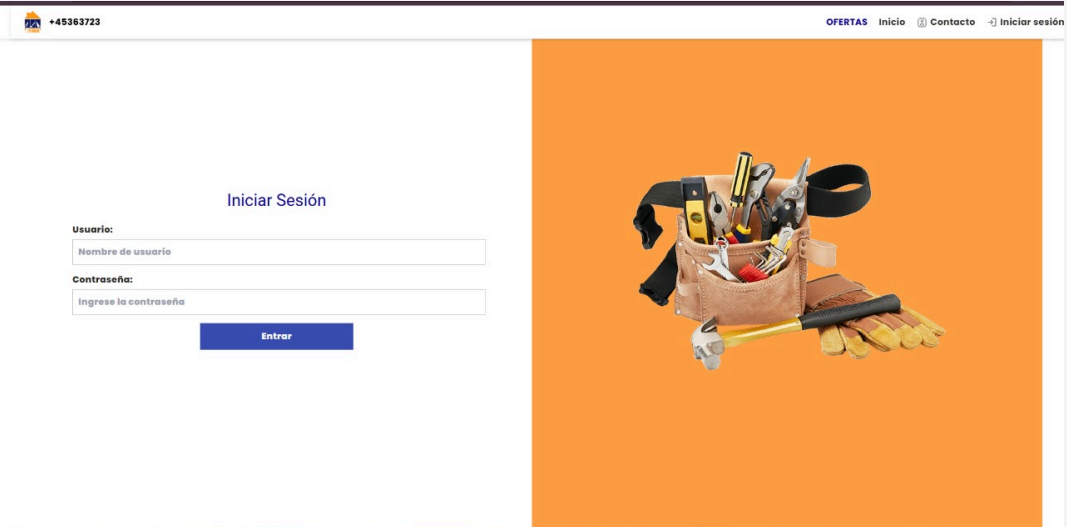 +45363723
OFERTAS Inicio Contacto Iniciar sesión
Iniciar Sesión
Usuario:
Nombre de usuario
Contraseña:
Ingrese la contraseña
Entrar